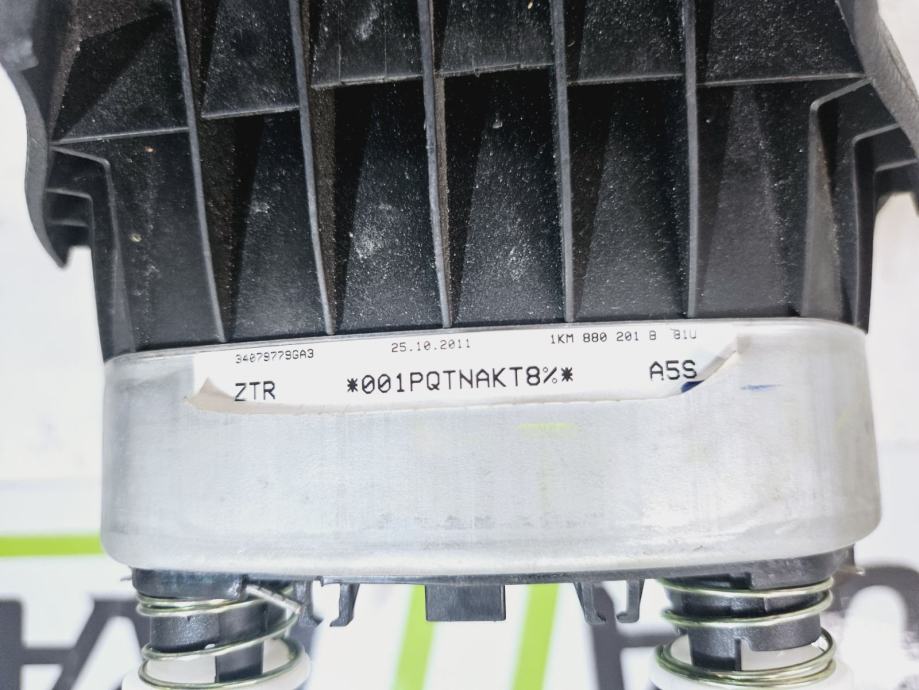 34079779GA3 25.10.2011 1KM 880 201 B 81U
ZTR *001PQTNAKT8%* A5S